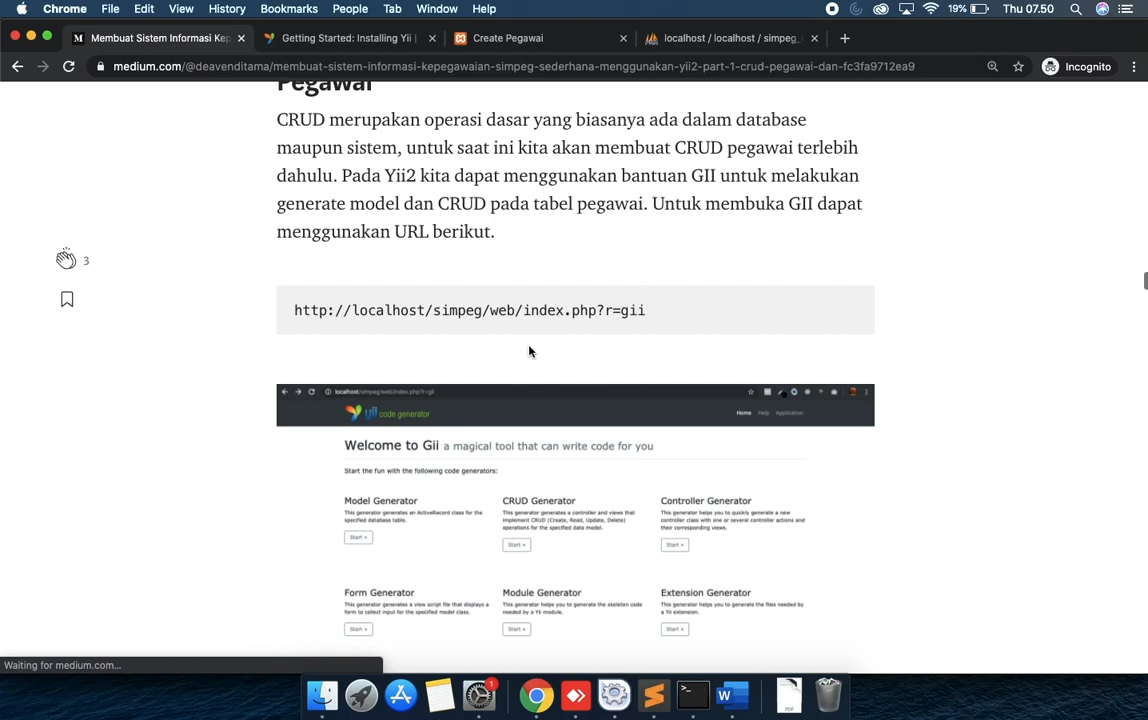 Chrome File Edit View History Bookmarks People Tab Window Help
19% Thu 07.50
Membuat Sistem Informasi Kep
Getting Started: Installing Yii |
Create Pegawai
localhost / localhost / simpeg_
medium.com/@deavenditama/membuat-sistem-informasi-kepegawaian-simpeg-sederhana-menggunakan-yii2-part-1-crud-pegawai-dan-fc3fa9712ea9
Incognito
Pegawai
CRUD merupakan operasi dasar yang biasanya ada dalam database
maupun sistem, untuk saat ini kita akan membuat CRUD pegawai terlebih
dahulu. Pada Yii2 kita dapat menggunakan bantuan GII untuk melakukan
generate model dan CRUD pada tabel pegawai. Untuk membuka GII dapat
menggunakan URL berikut.
3
http://localhost/simpeg/web/index.php?r=gii
localhost/simpeg/web/index.php?r=gii
yii code generator
Home Help Application
Welcome to Gii a magical tool that can write code for you
Start the fun with the following code generators:
Model Generator
This generator generates an ActiveRecord class for the
specified database table.
Start »
CRUD Generator
This generator generates a controller and views that
implement CRUD (Create, Read, Update, Delete)
operations for the specified data model.
Start »
Controller Generator
This generator helps you to quickly generate a new
controller class with one or several controller actions and
their corresponding views.
Start »
Form Generator
This generator generates a view script file that displays a
form to collect input for the specified model class.
Start »
Module Generator
This generator helps you to generate the skeleton code
needed by a Yii module.
Start »
Extension Generator
This generator helps you to generate the files needed by
a Yii extension.
Start »
Waiting for medium.com...
1
PDF